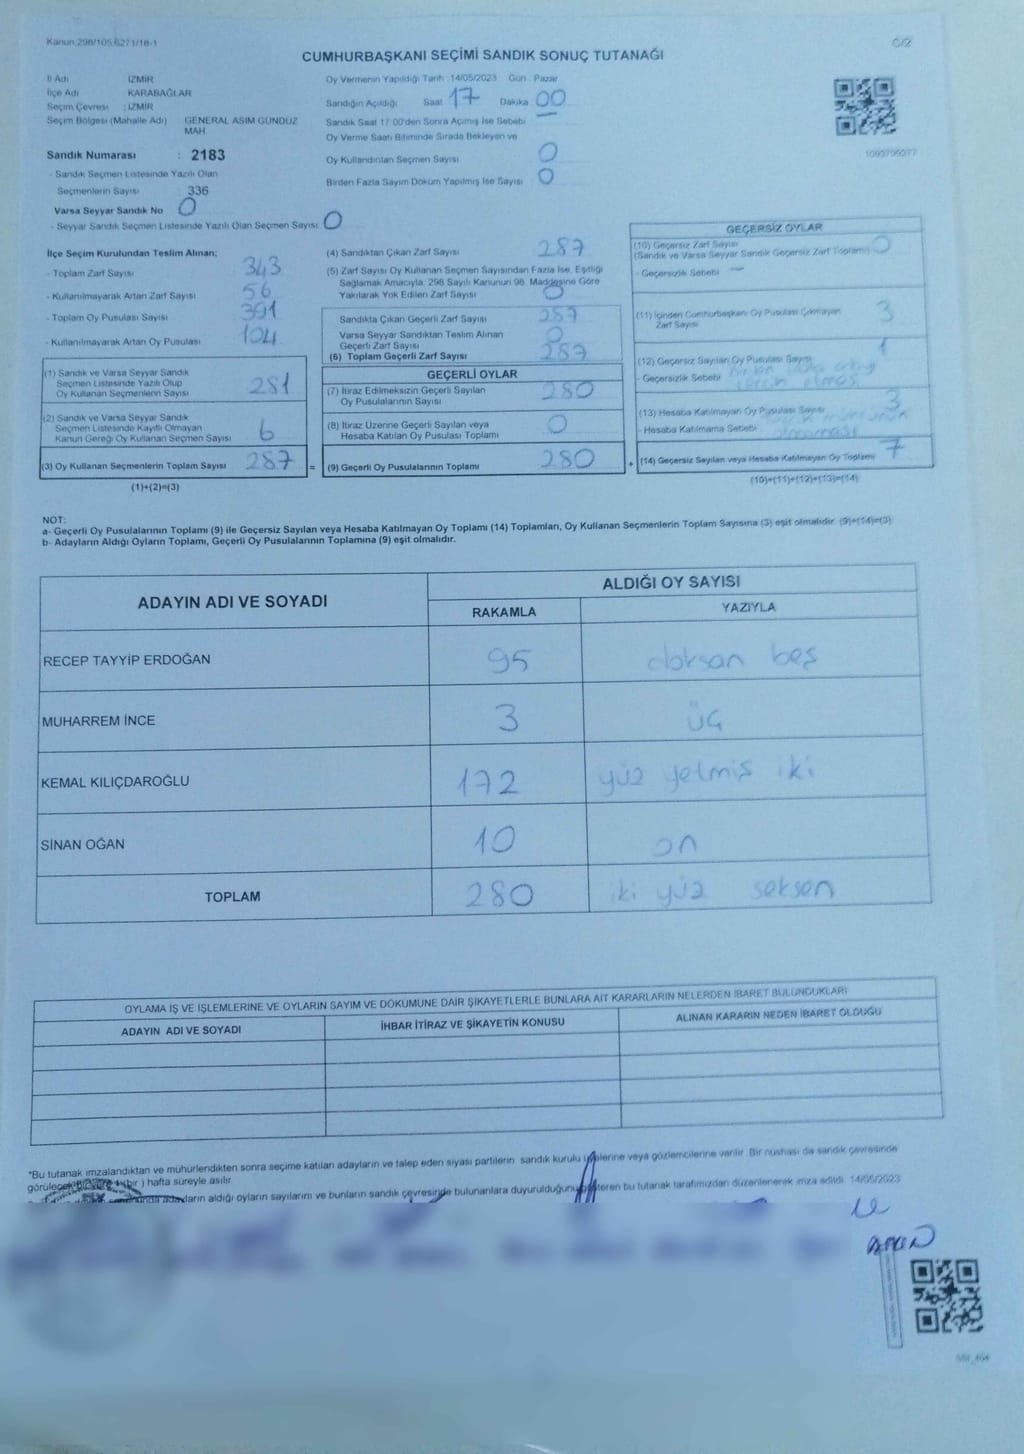 Kanun 298/105,6271/18-1
C/2
CUMHURBAŞKANI SEÇİMİ SANDIK SONUÇ TUTANAĞI
İl Adı İZMİR
İlçe Adı KARABAĞLAR
Seçim Çevresi : İZMİR
Seçim Bölgesi (Mahalle Adı) GENERAL ASIM GÜNDÜZ MAH.
Sandık Numarası : 2183
- Sandık Seçmen Listesinde Yazılı Olan
Seçmenlerin Sayısı 336
Varsa Seyyar Sandık No 0
- Seyyar Sandık Seçmen Listesinde Yazılı Olan Seçmen Sayısı 0
Oy Vermenin Yapıldığı Tarih : 14/05/2023 Gün : Pazar
Sandığın Açıldığı Saat 17 Dakika 00
Sandık Saat 17:00'den Sonra Açılmış İse Sebebi
Oy Verme Saati Bitiminde Sırada Bekleyen ve
Oy Kullandırılan Seçmen Sayısı 0
Birden Fazla Sayım Döküm Yapılmış İse Sayısı 0
1093799377
İlçe Seçim Kurulundan Teslim Alınan;
- Toplam Zarf Sayısı 343
- Kullanılmayarak Artan Zarf Sayısı 56
- Toplam Oy Pusulası Sayısı 391
- Kullanılmayarak Artan Oy Pusulası 104
(1) Sandık ve Varsa Seyyar Sandık
Seçmen Listesinde Yazılı Olup
Oy Kullanan Seçmenlerin Sayısı 281
(2) Sandık ve Varsa Seyyar Sandık
Seçmen Listesinde Kayıtlı Olmayan
Kanun Gereği Oy Kullanan Seçmen Sayısı 6
(3) Oy Kullanan Seçmenlerin Toplam Sayısı 287 =
(1)+(2)=(3)
(4) Sandıktan Çıkan Zarf Sayısı 287
(5) Zarf Sayısı Oy Kullanan Seçmen Sayısından Fazla İse, Eşitliği
Sağlamak Amacıyla, 298 Sayılı Kanunun 98. Maddesine Göre
Yakılarak Yok Edilen Zarf Sayısı 0
Sandıkta Çıkan Geçerli Zarf Sayısı 287
Varsa Seyyar Sandıktan Teslim Alınan
Geçerli Zarf Sayısı 0
(6) Toplam Geçerli Zarf Sayısı 287
GEÇERLİ OYLAR
(7) İtiraz Edilmeksizin Geçerli Sayılan
Oy Pusulalarının Sayısı 280
(8) İtiraz Üzerine Geçerli Sayılan veya
Hesaba Katılan Oy Pusulası Toplamı 0
(9) Geçerli Oy Pusulalarının Toplamı 280 +
GEÇERSİZ OYLAR
(10) Geçersiz Zarf Sayısı
(Sandık ve Varsa Seyyar Sandık Geçersiz Zarf Toplamı) 0
- Geçersizlik Sebebi -
(11) İçinden Cumhurbaşkanı Oy Pusulası Çıkmayan
Zarf Sayısı 3
(12) Geçersiz Sayılan Oy Pusulası Sayısı 1
- Geçersizlik Sebebi
(13) Hesaba Katılmayan Oy Pusulası Sayısı 3
- Hesaba Katılmama Sebebi olmaması
(14) Geçersiz Sayılan veya Hesaba Katılmayan Oy Toplamı 7
(10)+(11)+(12)+(13)=(14)
NOT:
a- Geçerli Oy Pusulalarının Toplamı (9) ile Geçersiz Sayılan veya Hesaba Katılmayan Oy Toplamı (14) Toplamları, Oy Kullanan Seçmenlerin Toplam Sayısına (3) eşit olmalıdır. (9)+(14)=(3)
b- Adayların Aldığı Oyların Toplamı, Geçerli Oy Pusulalarının Toplamına (9) eşit olmalıdır.
ADAYIN ADI VE SOYADI ALDIĞI OY SAYISI
RAKAMLA YAZIYLA
RECEP TAYYİP ERDOĞAN 95 doksan beş
MUHARREM İNCE 3 üç
KEMAL KILIÇDAROĞLU 172 yüz yetmiş iki
SİNAN OĞAN 10 on
TOPLAM 280 iki yüz seksen
OYLAMA İŞ VE İŞLEMLERİNE VE OYLARIN SAYIM VE DÖKÜMÜNE DAİR ŞİKAYETLERLE BUNLARA AİT KARARLARIN NELERDEN İBARET BULUNDUKLARI
ADAYIN ADI VE SOYADI İHBAR İTİRAZ VE ŞİKAYETİN KONUSU ALINAN KARARIN NEDEN İBARET OLDUĞU
*Bu tutanak imzalandıktan ve mühürlendikten sonra seçime katılan adayların ve talep eden siyasi partilerin sandık kurulu üyelerine veya gözlemcilerine verilir. Bir nüshası da sandık çevresinde
(bir) hafta süreyle asılır.
adayların aldığı oyların sayılarını ve bunların sandık çevresinde bulunanlara duyurulduğunu gösteren bu tutanak tarafımızdan düzenlenerek imza edildi. 14/05/2023